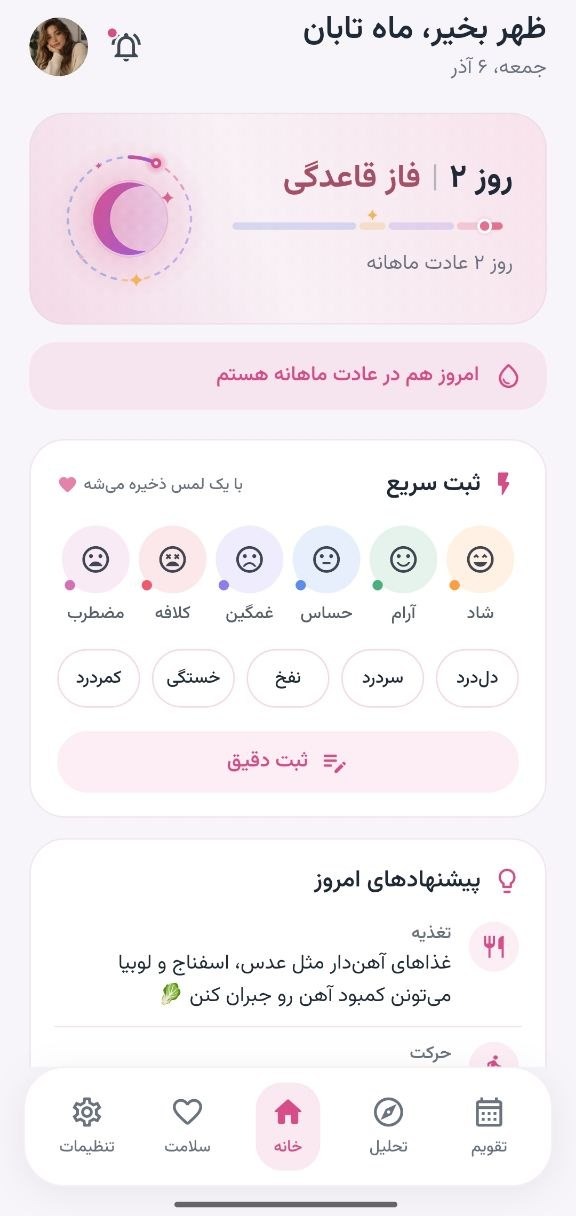 ظهر بخیر، ماه تابان
جمعه، ۶ آذر
روز ۲ | فاز قاعدگی
روز ۲ عادت ماهانه
امروز هم در عادت ماهانه هستم
ثبت سریع
با یک لمس ذخیره می‌شه
شاد
آرام
حساس
غمگین
کلافه
مضطرب
دل‌درد
سردرد
نفخ
خستگی
کمردرد
ثبت دقیق
پیشنهادهای امروز
تغذیه
غذاهای آهن‌دار مثل عدس، اسفناج و لوبیا
می‌تونن کمبود آهن رو جبران کنن 🥬
حرکت
تقویم
تحلیل
خانه
سلامت
تنظیمات